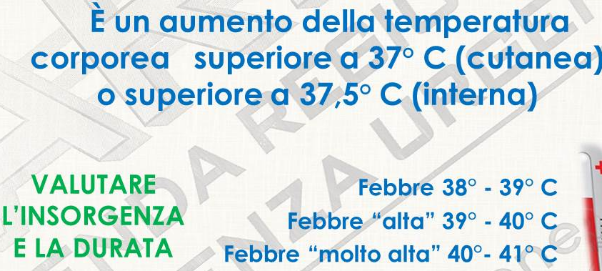 È un aumento della temperatura
corporea superiore a 37° C (cutanea)
o superiore a 37,5° C (interna)
VALUTARE
L'INSORGENZA
E LA DURATA
Febbre 38° - 39° C
Febbre "alta" 39° - 40° C
Febbre "molto alta" 40°- 41° C